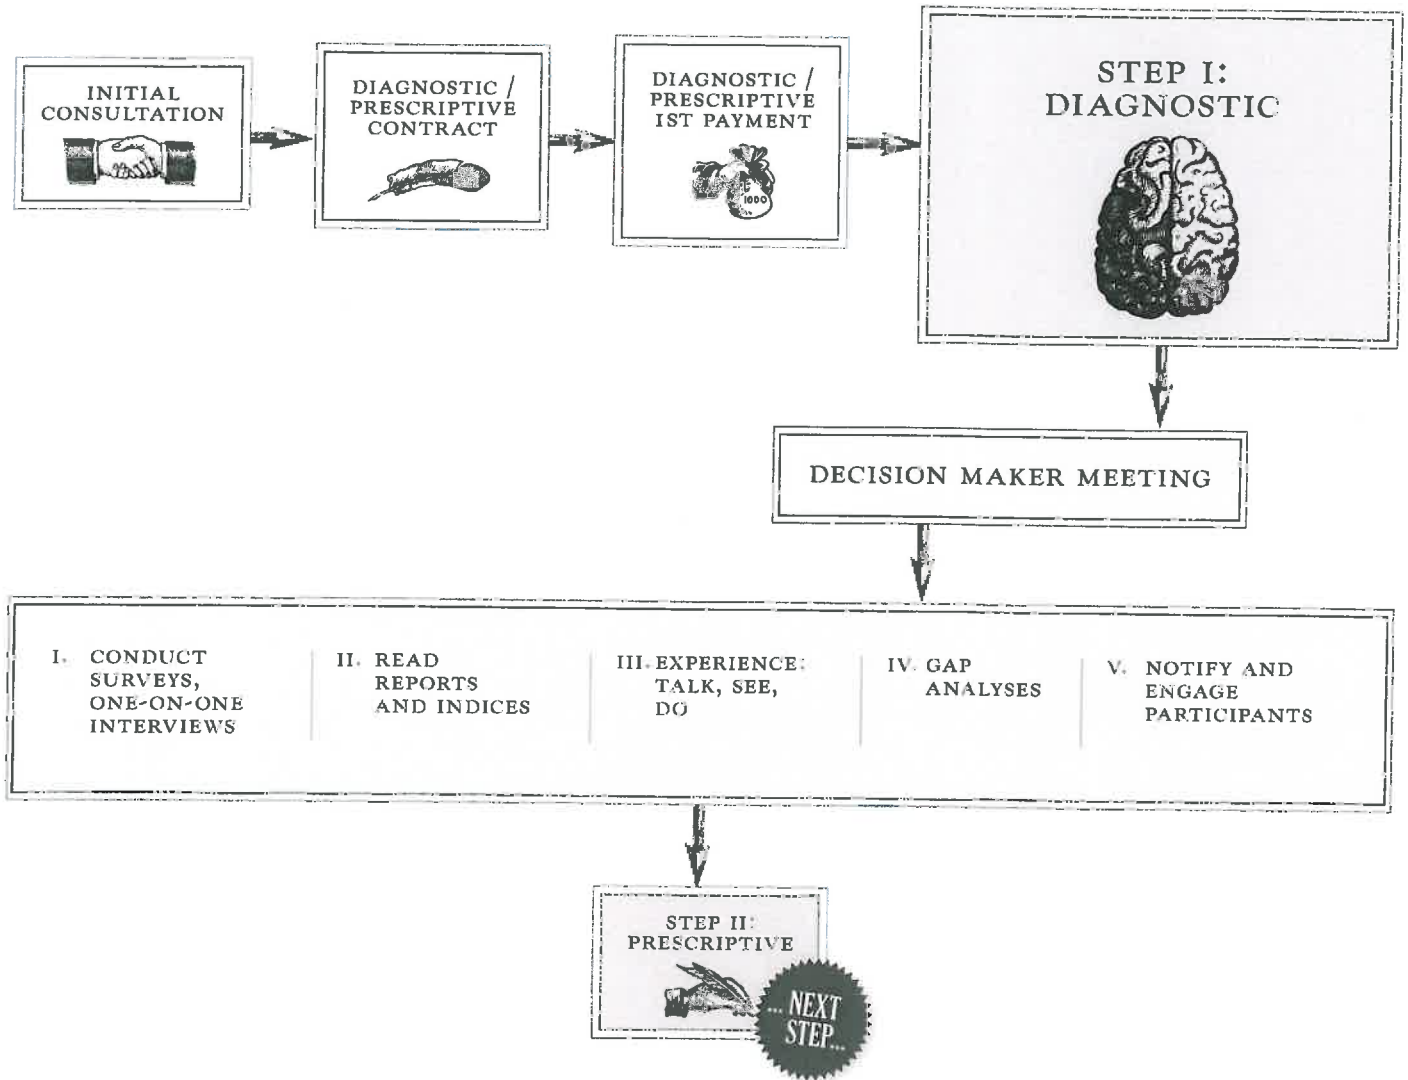 INITIAL
CONSULTATION
DIAGNOSTIC /
PRESCRIPTIVE
CONTRACT
DIAGNOSTIC /
PRESCRIPTIVE
1ST PAYMENT
1000
STEP I:
DIAGNOSTIC
DECISION MAKER MEETING
I. CONDUCT
SURVEYS,
ONE-ON-ONE
INTERVIEWS
II. READ
REPORTS
AND INDICES
III. EXPERIENCE:
TALK, SEE,
DO
IV. GAP
ANALYSES
V. NOTIFY AND
ENGAGE
PARTICIPANTS
STEP II:
PRESCRIPTIVE
... NEXT
STEP...